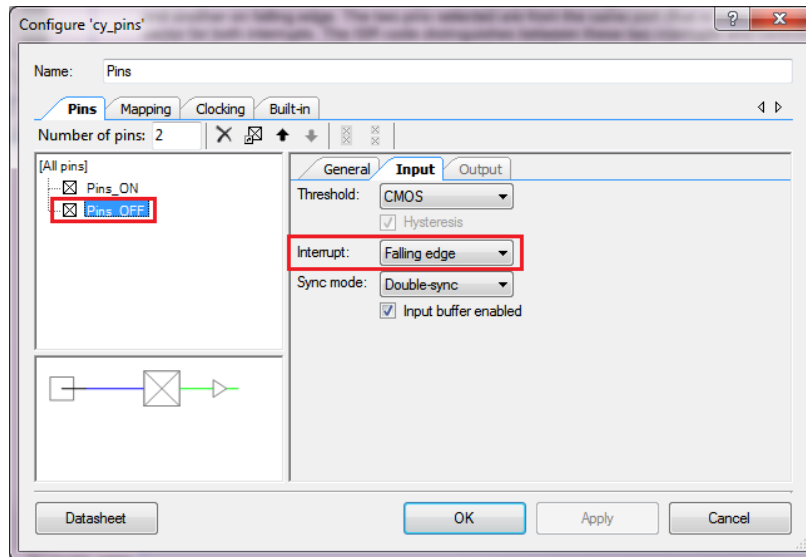 Configure 'cy_pins'
Name: Pins
Pins Mapping Clocking Built-in
Number of pins: 2
[All pins]
Pins_ON
Pins_OFF
General Input Output
Threshold: CMOS
Hysteresis
Interrupt: Falling edge
Sync mode: Double-sync
Input buffer enabled
Datasheet OK Apply Cancel